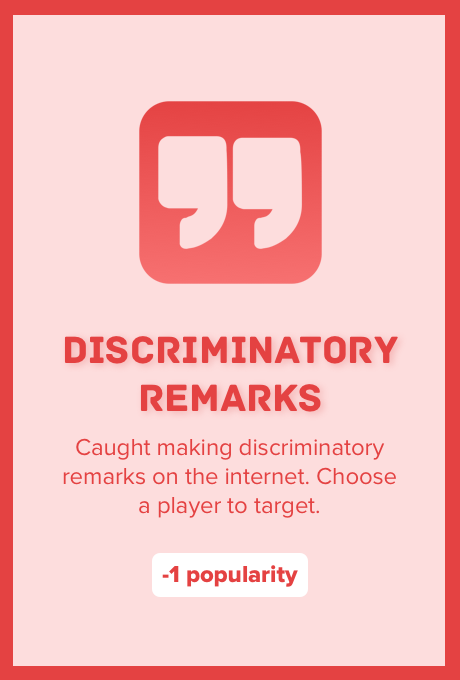 DISCRIMINATORY
REMARKS
Caught making discriminatory
remarks on the internet. Choose
a player to target.
-1 popularity